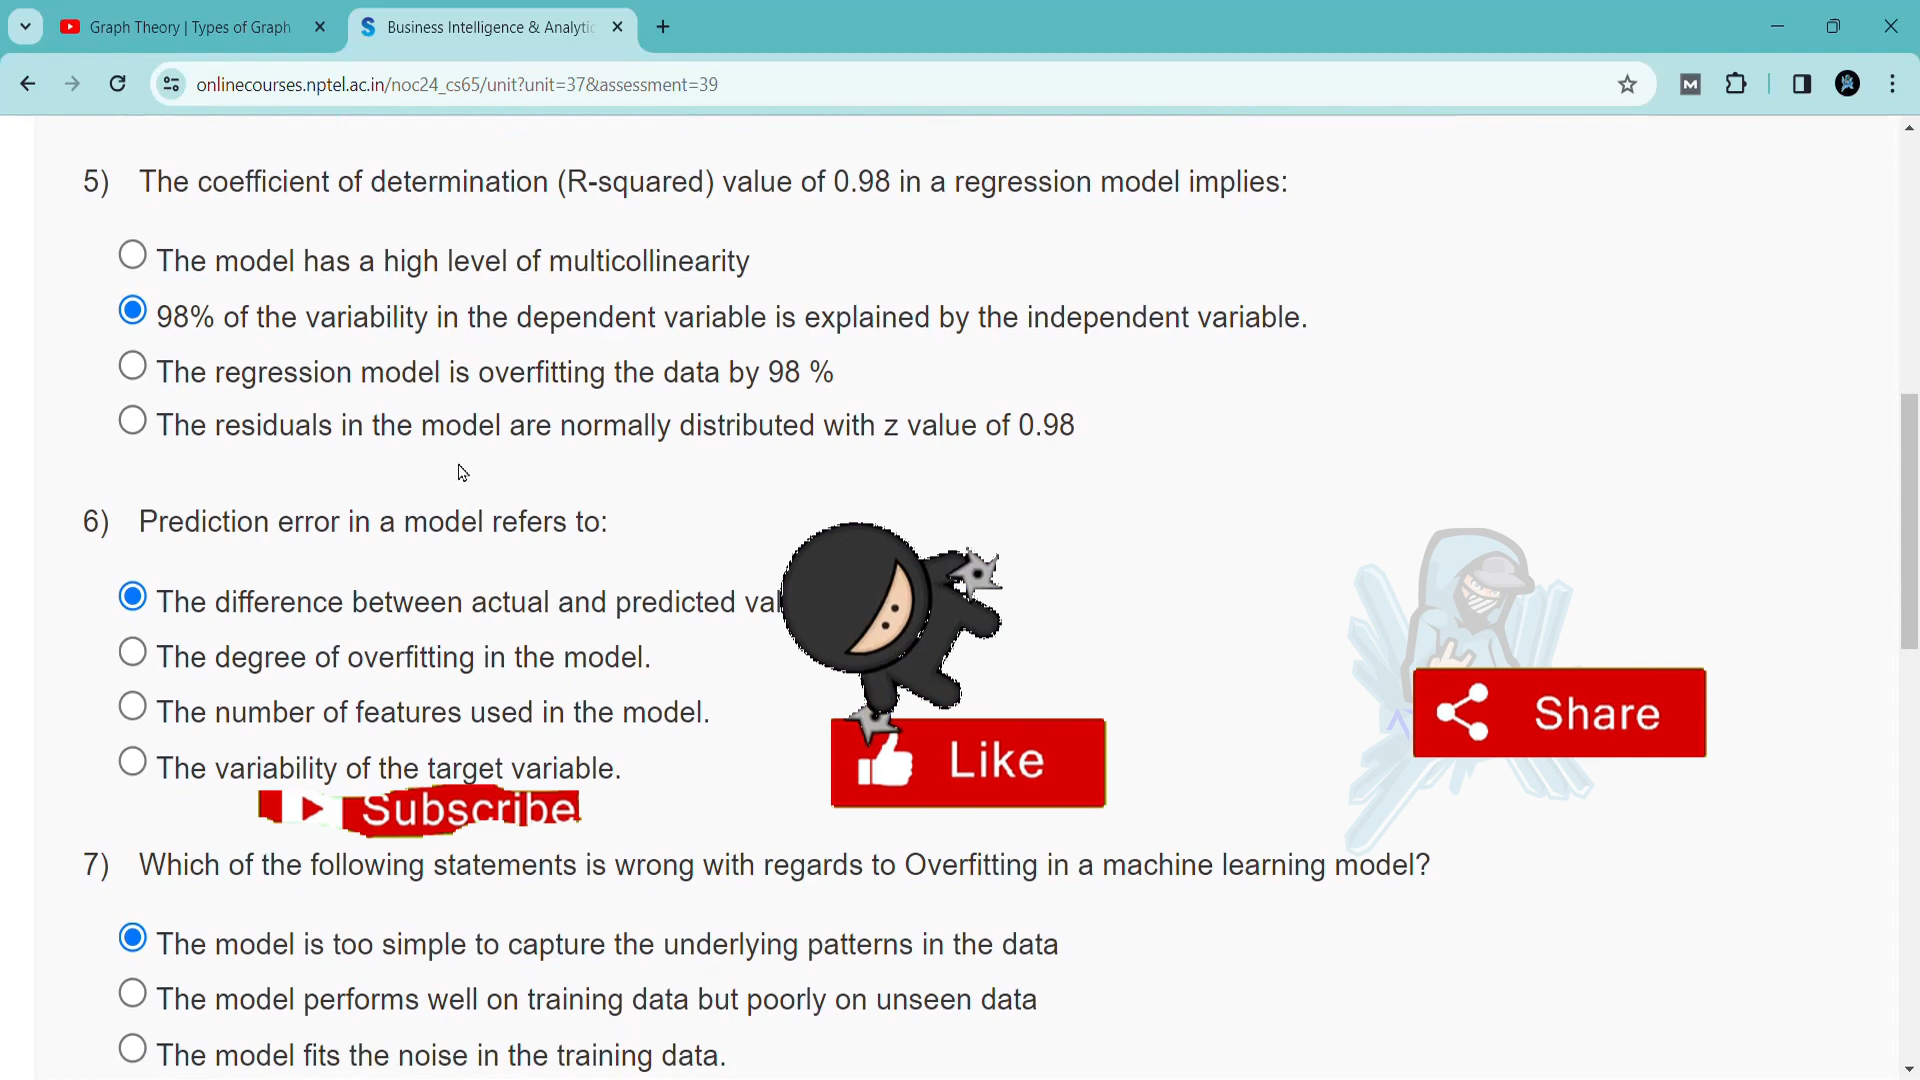 Graph Theory | Types of Graph
Business Intelligence & Analytic
onlinecourses.nptel.ac.in/noc24_cs65/unit?unit=37&assessment=39
M
5) The coefficient of determination (R-squared) value of 0.98 in a regression model implies:
The model has a high level of multicollinearity
98% of the variability in the dependent variable is explained by the independent variable.
The regression model is overfitting the data by 98 %
The residuals in the model are normally distributed with z value of 0.98
6) Prediction error in a model refers to:
The difference between actual and predicted val
The degree of overfitting in the model.
The number of features used in the model.
Share
Like
The variability of the target variable.
Subscribe
7) Which of the following statements is wrong with regards to Overfitting in a machine learning model?
The model is too simple to capture the underlying patterns in the data
The model performs well on training data but poorly on unseen data
The model fits the noise in the training data.